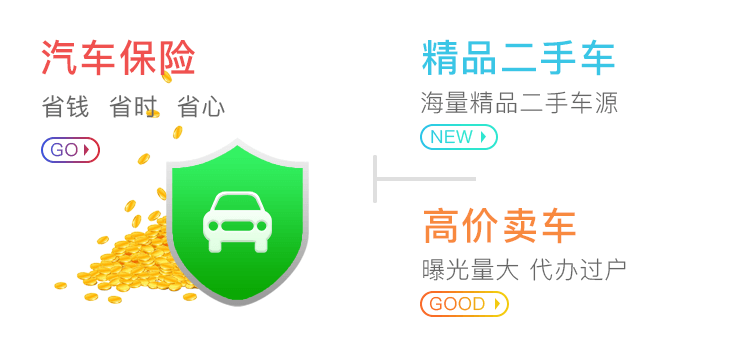 汽车保险
省钱 省时 省心
GO
精品二手车
海量精品二手车源
NEW
高价卖车
曝光量大 代办过户
GOOD